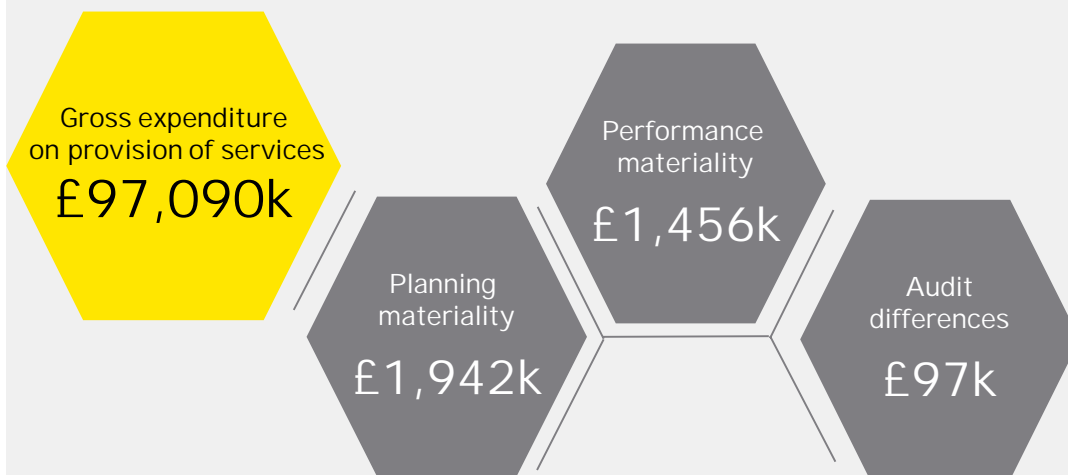 Gross expenditure
on provision of services
£97,090k
Planning
materiality
£1,942k
Performance
materiality
£1,456k
Audit
differences
£97k